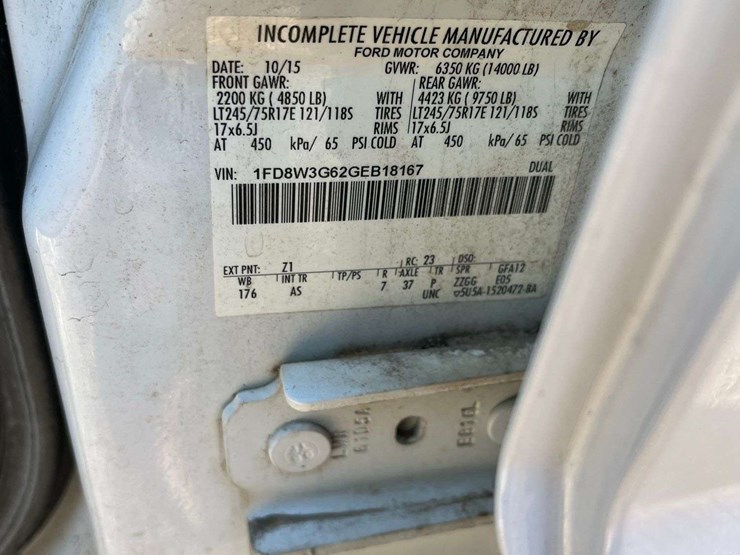 INCOMPLETE VEHICLE MANUFACTURED BY
FORD MOTOR COMPANY
DATE: 10/15 GVWR: 6350 KG (14000 LB)
FRONT GAWR: REAR GAWR:
2200 KG ( 4850 LB) WITH 4423 KG ( 9750 LB) WITH
LT245/75R17E 121/118S TIRES LT245/75R17E 121/118S TIRES
17x6.5J RIMS 17x6.5J RIMS
AT 450 kPa/ 65 PSI COLD AT 450 kPa/ 65 PSI COLD
VIN: 1FD8W3G62GEB18167 DUAL
EXT PNT: Z1 RC: 23 DSO:
WB INT TR TP/PS R AXLE TR SPR GFA12
176 AS 7 37 P ZZGG E05
UNK 5U5A-1520472-BA